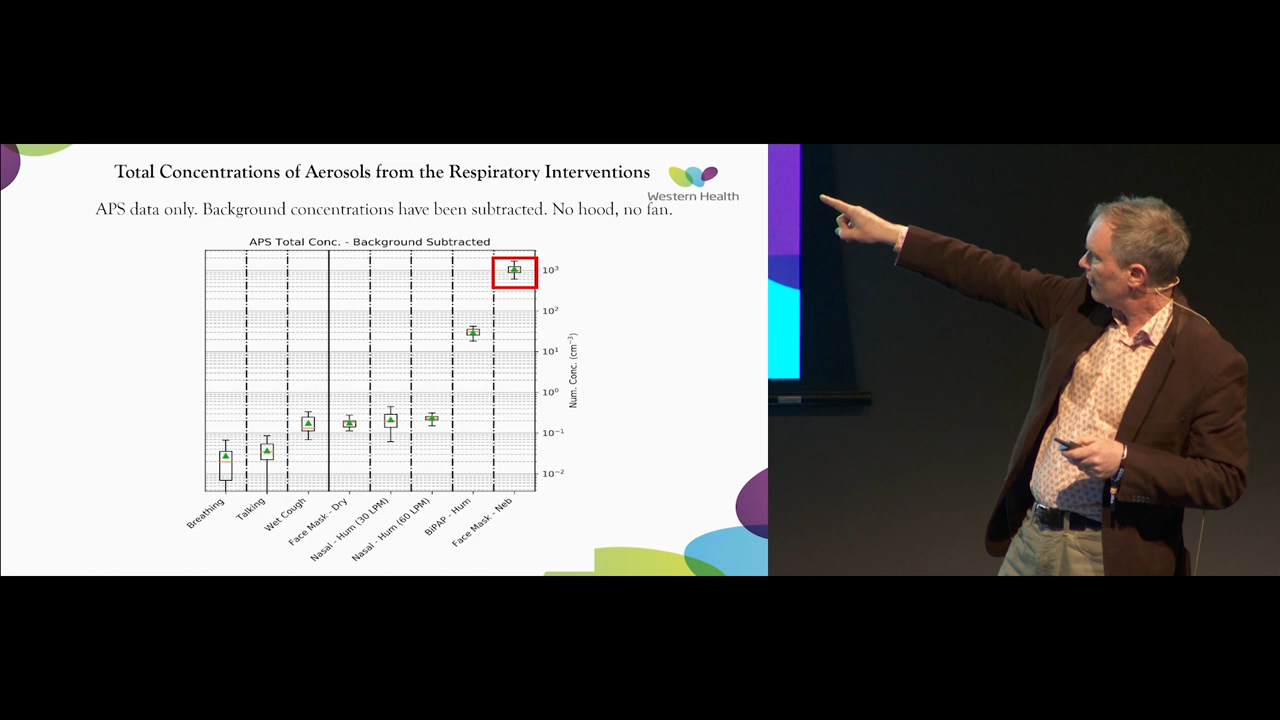 Total Concentrations of Aerosols from the Respiratory Interventions
Western Health
APS data only. Background concentrations have been subtracted. No hood, no fan.
APS Total Conc. - Background Subtracted
10³
10²
10¹
10⁰
10⁻¹
10⁻²
Num. Conc. (cm⁻³)
Breathing
Talking
Wet Cough
Face Mask - Dry
Nasal - Hum (30 LPM)
Nasal - Hum (60 LPM)
BiPAP - Hum
Face Mask - Neb